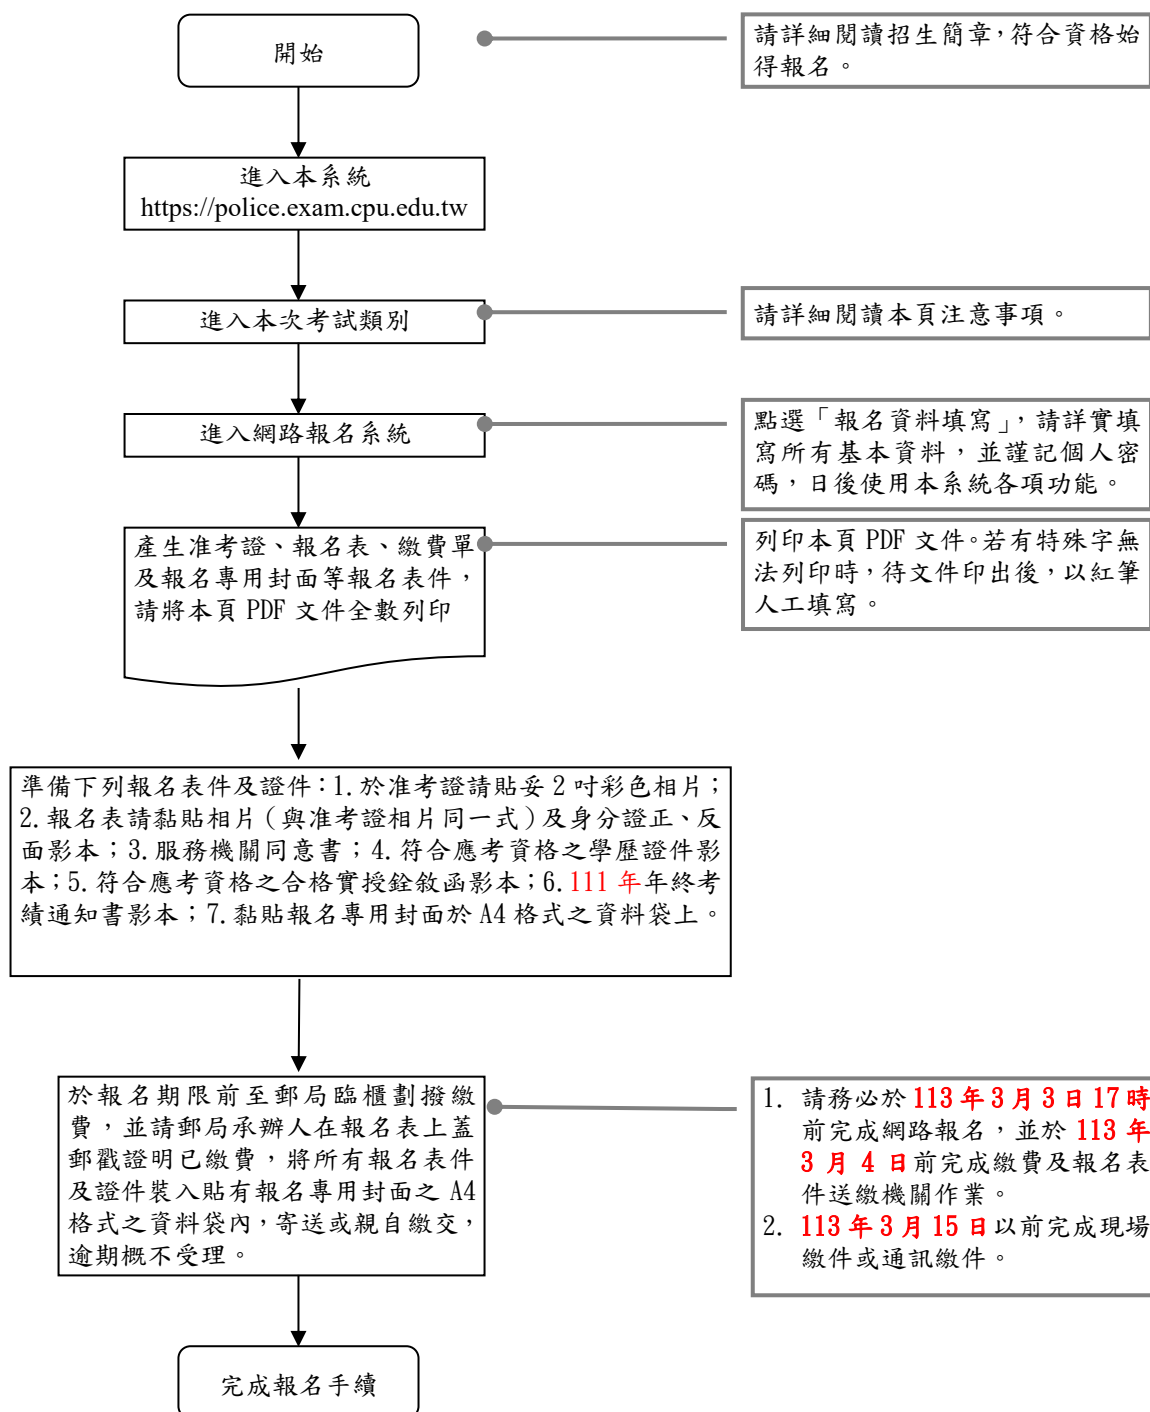 開始
請詳細閱讀招生簡章，符合資格始
得報名。
進入本系統
https://police.exam.cpu.edu.tw
進入本次考試類別
請詳細閱讀本頁注意事項。
進入網路報名系統
點選「報名資料填寫」，請詳實填
寫所有基本資料，並謹記個人密
碼，日後使用本系統各項功能。
產生准考證、報名表、繳費單
及報名專用封面等報名表件，
請將本頁 PDF 文件全數列印
列印本頁 PDF 文件。若有特殊字無
法列印時，待文件印出後，以紅筆
人工填寫。
準備下列報名表件及證件：1.於准考證請貼妥 2 吋彩色相片；
2.報名表請黏貼相片（與准考證相片同一式）及身分證正、反
面影本；3.服務機關同意書；4.符合應考資格之學歷證件影
本；5.符合應考資格之合格實授銓敘函影本；6.111 年年終考
績通知書影本；7.黏貼報名專用封面於 A4 格式之資料袋上。
於報名期限前至郵局臨櫃劃撥繳
費，並請郵局承辦人在報名表上蓋
郵戳證明已繳費，將所有報名表件
及證件裝入貼有報名專用封面之 A4
格式之資料袋內，寄送或親自繳交，
逾期概不受理。
1. 請務必於 113 年 3 月 3 日 17 時
前完成網路報名，並於 113 年
3 月 4 日前完成繳費及報名表
件送繳機關作業。
2. 113 年 3 月 15 日以前完成現場
繳件或通訊繳件。
完成報名手續